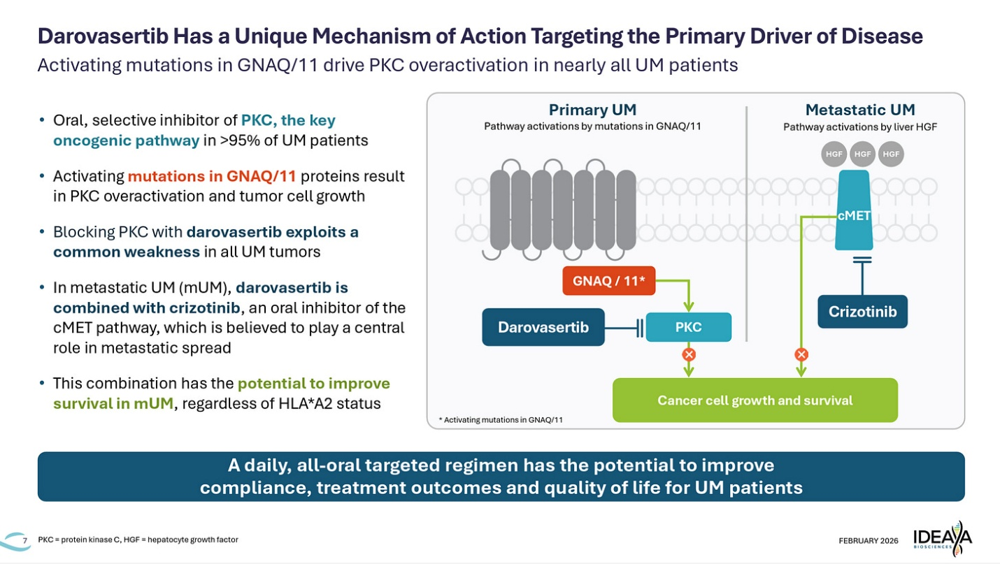 Darovasertib Has a Unique Mechanism of Action Targeting the Primary Driver of Disease
Activating mutations in GNAQ/11 drive PKC overactivation in nearly all UM patients
• Oral, selective inhibitor of PKC, the key
oncogenic pathway in >95% of UM patients
• Activating mutations in GNAQ/11 proteins result
in PKC overactivation and tumor cell growth
• Blocking PKC with darovasertib exploits a
common weakness in all UM tumors
• In metastatic UM (mUM), darovasertib is
combined with crizotinib, an oral inhibitor of the
cMET pathway, which is believed to play a central
role in metastatic spread
• This combination has the potential to improve
survival in mUM, regardless of HLA*A2 status
Primary UM
Pathway activations by mutations in GNAQ/11
Metastatic UM
Pathway activations by liver HGF
HGF HGF HGF
cMET
GNAQ / 11*
Darovasertib
PKC
Crizotinib
Cancer cell growth and survival
* Activating mutations in GNAQ/11
A daily, all-oral targeted regimen has the potential to improve
compliance, treatment outcomes and quality of life for UM patients
7
PKC = protein kinase C, HGF = hepatocyte growth factor
FEBRUARY 2026
IDEAYA
BIOSCIENCES